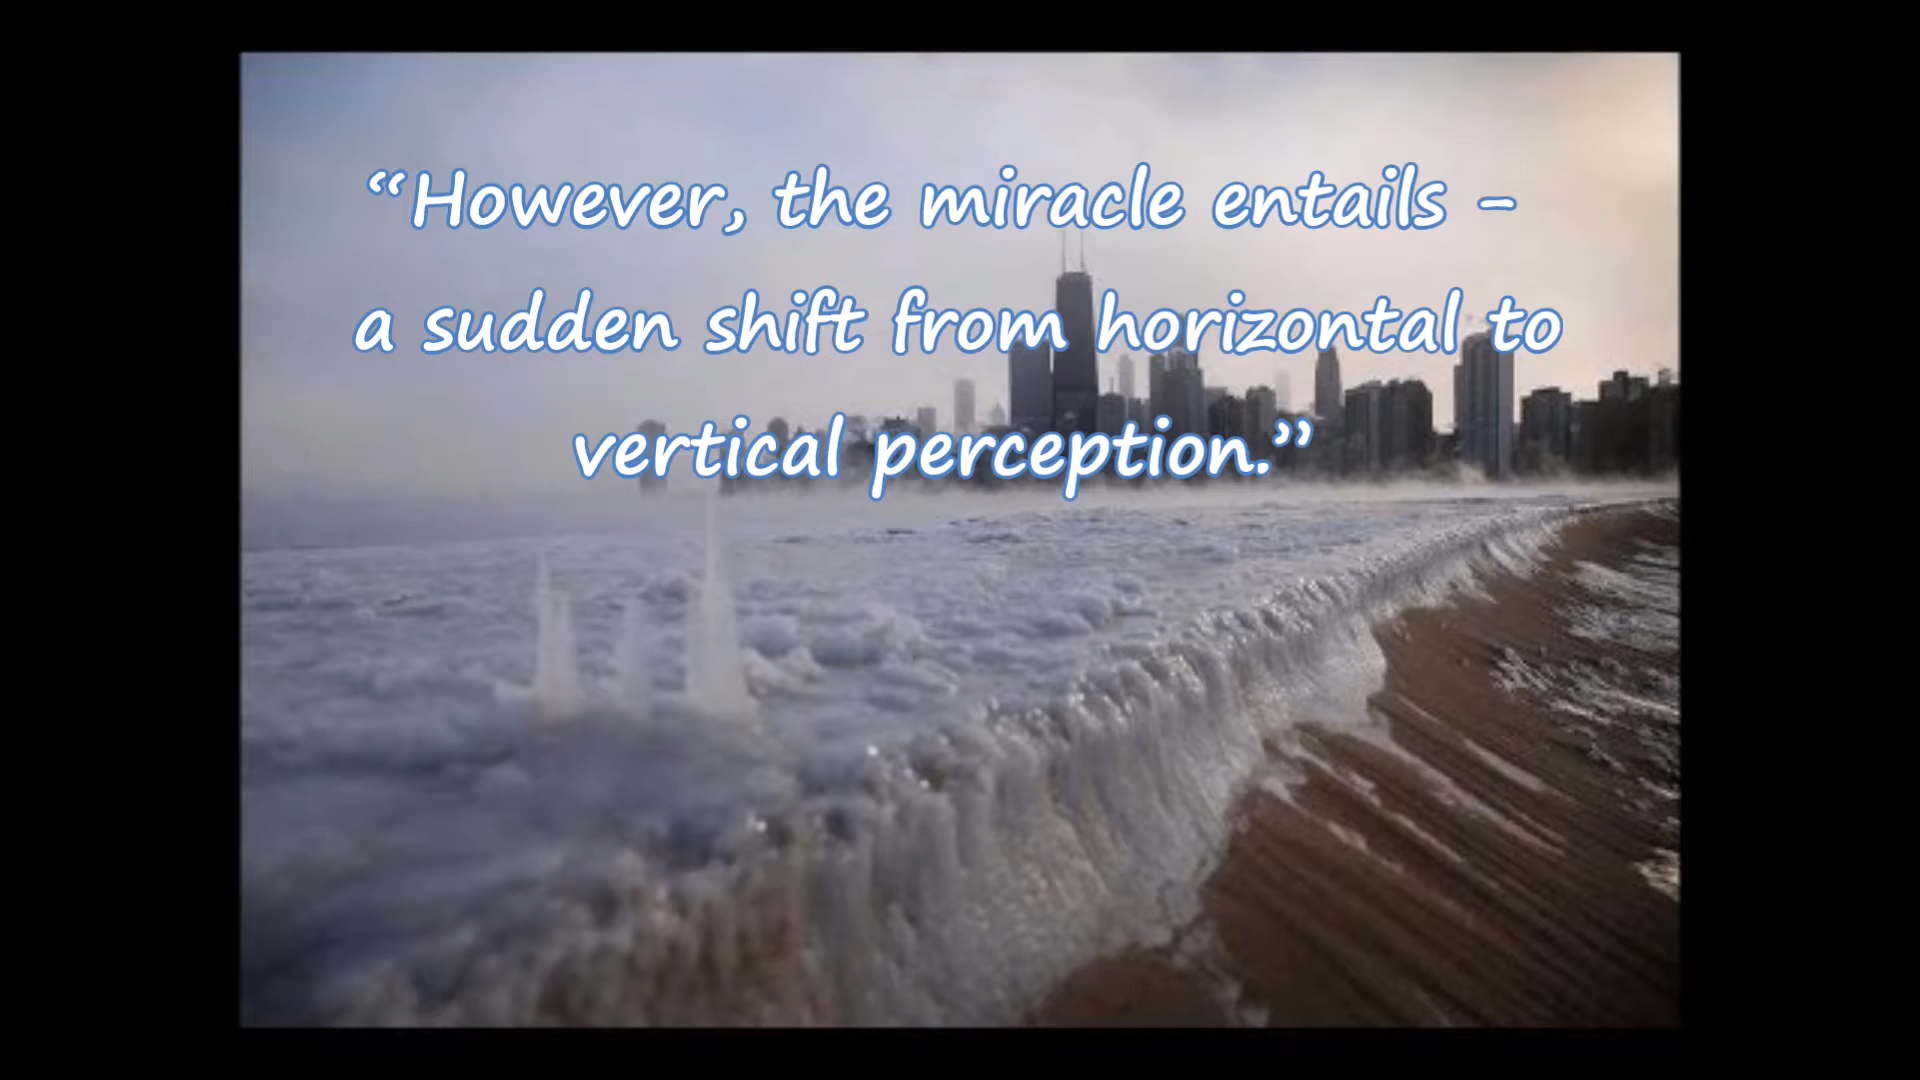 “However, the miracle entails -
a sudden shift from horizontal to
vertical perception.”